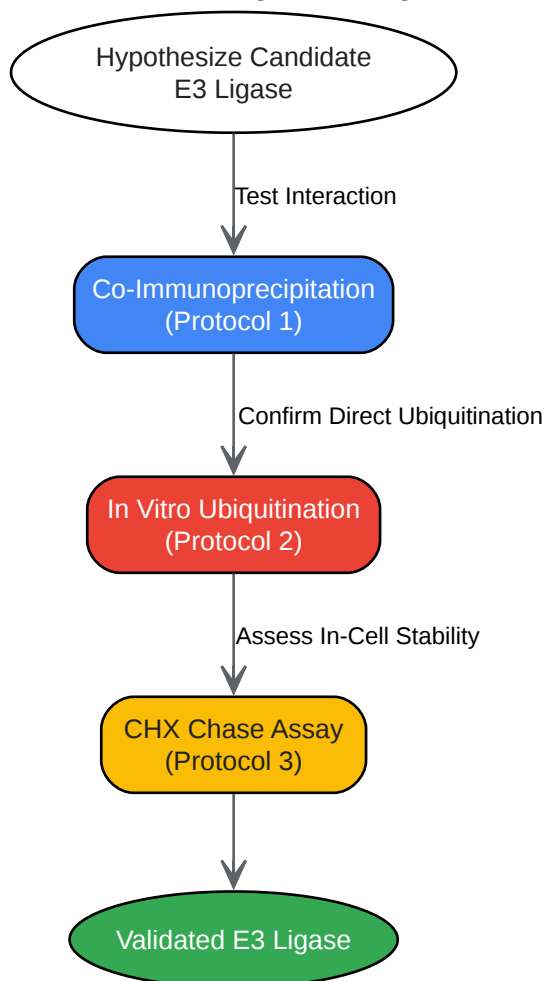 Hypothesize Candidate
E3 Ligase
Test Interaction
Co-Immunoprecipitation
(Protocol 1)
Confirm Direct Ubiquitination
In Vitro Ubiquitination
(Protocol 2)
Assess In-Cell Stability
CHX Chase Assay
(Protocol 3)
Validated E3 Ligase